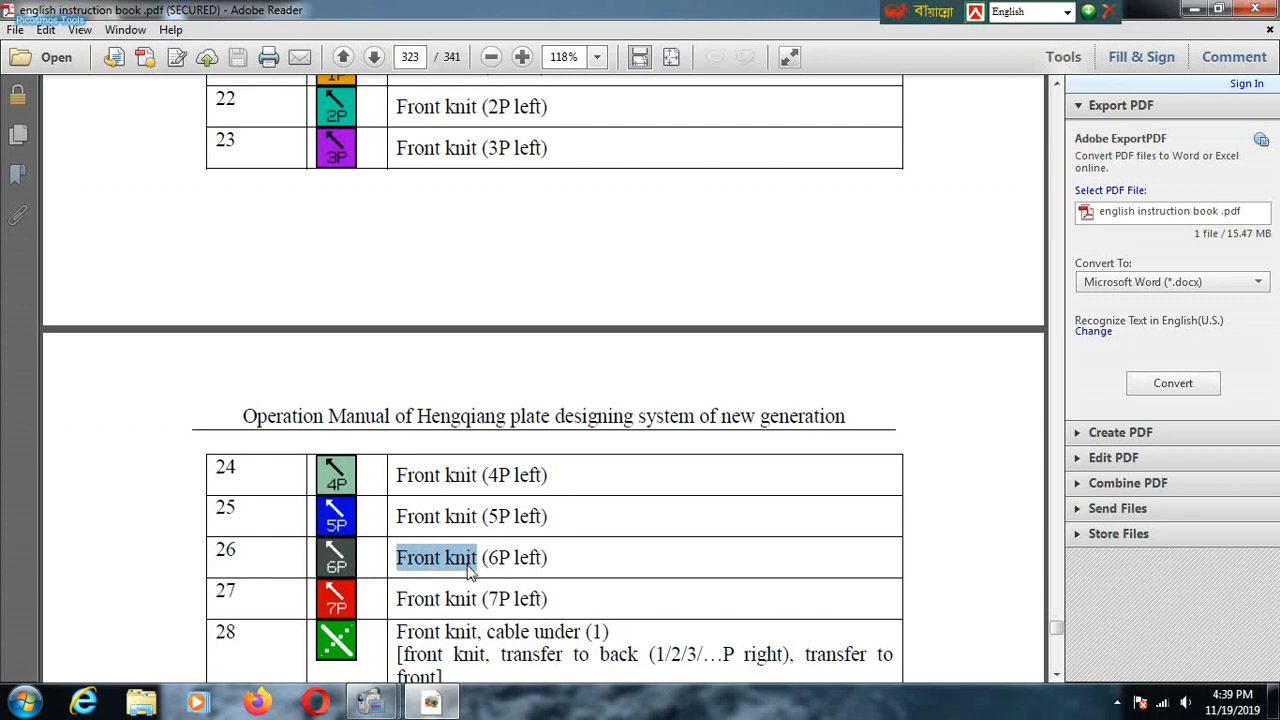 english instruction book .pdf (SECURED) - Adobe Reader
Picosmos Tools
বাঁয়ান্নো
English
File Edit View Window Help
Open
323 / 341
118%
Tools Fill & Sign Comment
Sign In
22
2P
Front knit (2P left)
23
3P
Front knit (3P left)
Operation Manual of Hengqiang plate designing system of new generation
24
4P
Front knit (4P left)
25
5P
Front knit (5P left)
26
6P
Front knit (6P left)
27
7P
Front knit (7P left)
28
Front knit, cable under (1)
[front knit, transfer to back (1/2/3/…P right), transfer to
front]
Export PDF
Adobe ExportPDF
Convert PDF files to Word or Excel
online.
Select PDF File:
english instruction book .pdf
1 file / 15.47 MB
Convert To:
Microsoft Word (*.docx)
Recognize Text in English(U.S.)
Change
Convert
Create PDF
Edit PDF
Combine PDF
Send Files
Store Files
4:39 PM
11/19/2019